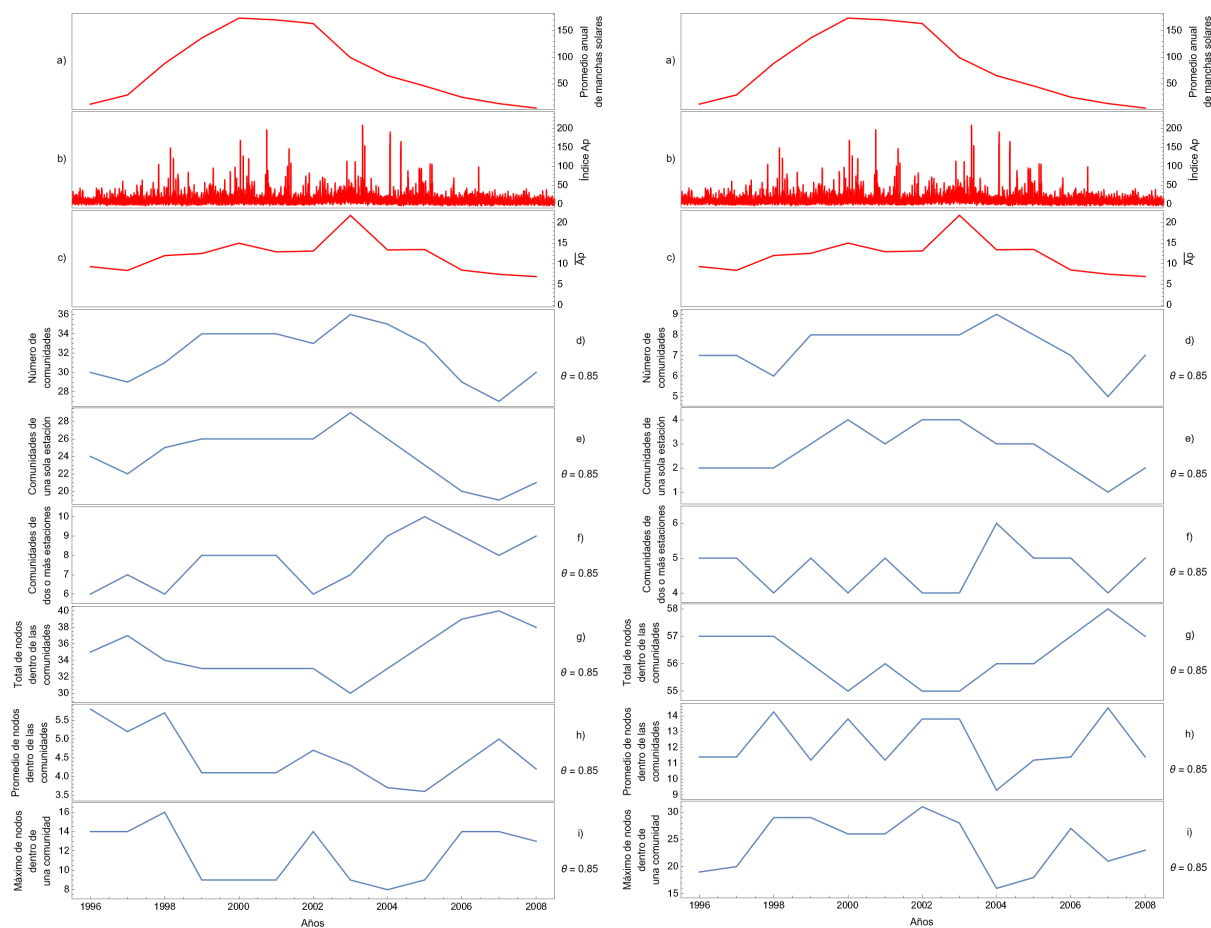 a)
150
100
50
Promedio anual
de manchas solares
b)
200
150
100
50
0
Índice Ap
c)
20
15
10
5
0
Ap
Número de
comunidades
36
34
32
30
28
d)
θ = 0.85
Comunidades de
una sola estación
28
26
24
22
20
e)
θ = 0.85
Comunidades de
dos o más estaciones
10
9
8
7
6
f)
θ = 0.85
Total de nodos
dentro de las
comunidades
40
38
36
34
32
30
g)
θ = 0.85
Promedio de nodos
dentro de las
comunidades
5.5
5.0
4.5
4.0
3.5
h)
θ = 0.85
Máximo de nodos
dentro de
una comunidad
16
14
12
10
8
i)
θ = 0.85
1996 1998 2000 2002 2004 2006 2008
Años
a)
150
100
50
Promedio anual
de manchas solares
b)
200
150
100
50
0
Índice Ap
c)
20
15
10
5
0
Ap
Número de
comunidades
9
8
7
6
5
d)
θ = 0.85
Comunidades de
una sola estación
4
3
2
1
e)
θ = 0.85
Comunidades de
dos o más estaciones
6
5
4
f)
θ = 0.85
Total de nodos
dentro de las
comunidades
58
57
56
55
g)
θ = 0.85
Promedio de nodos
dentro de las
comunidades
14
13
12
11
10
9
h)
θ = 0.85
Máximo de nodos
dentro de
una comunidad
30
25
20
15
i)
θ = 0.85
1996 1998 2000 2002 2004 2006 2008
Años